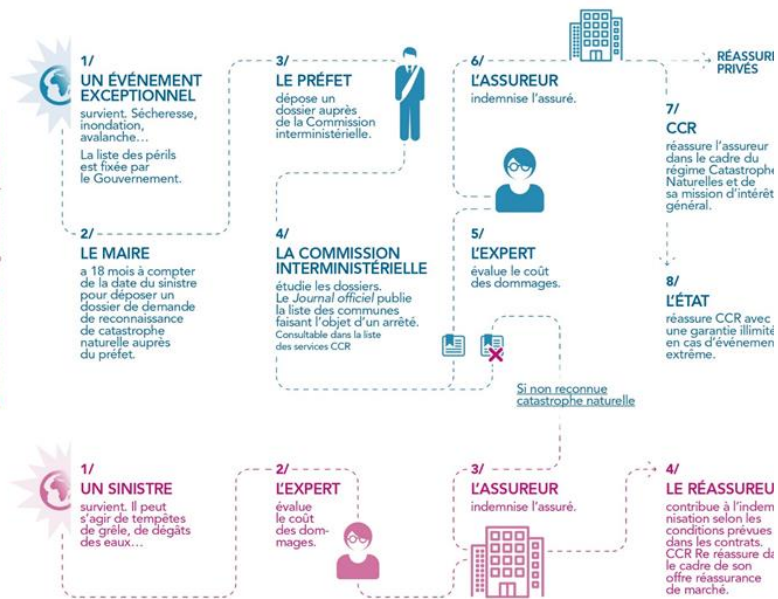 1/
UN ÉVÉNEMENT
EXCEPTIONNEL
survient. Sécheresse,
inondation,
avalanche…
La liste des périls
est fixée par
le Gouvernement.
2/
LE MAIRE
a 18 mois à compter
de la date du sinistre
pour déposer un
dossier de demande
de reconnaissance
de catastrophe
naturelle auprès
du préfet.
3/
LE PRÉFET
dépose un
dossier auprès
de la Commission
interministérielle.
4/
LA COMMISSION
INTERMINISTÉRIELLE
étudie les dossiers.
Le Journal officiel publie
la liste des communes
faisant l'objet d'un arrêté.
Consultable dans la liste
des services CCR
5/
L'EXPERT
évalue le coût
des dommages.
6/
L'ASSUREUR
indemnise l'assuré.
RÉASSURE
PRIVÉS
7/
CCR
réassure l'assureur
dans le cadre du
régime Catastrophe
Naturelles et de
sa mission d'intérêt
général.
8/
L'ÉTAT
réassure CCR avec
une garantie illimité
en cas d'événemen
extrême.
Si non reconnue
catastrophe naturelle
1/
UN SINISTRE
survient. Il peut
s'agir de tempêtes
de grêle, de dégâts
des eaux…
2/
L'EXPERT
évalue
le coût
des dom-
mages.
3/
L'ASSUREUR
indemnise l'assuré.
4/
LE RÉASSUREU
contribue à l'indem
nisation selon les
conditions prévues
dans les contrats.
CCR Re réassure da
le cadre de son
offre réassurance
de marché.